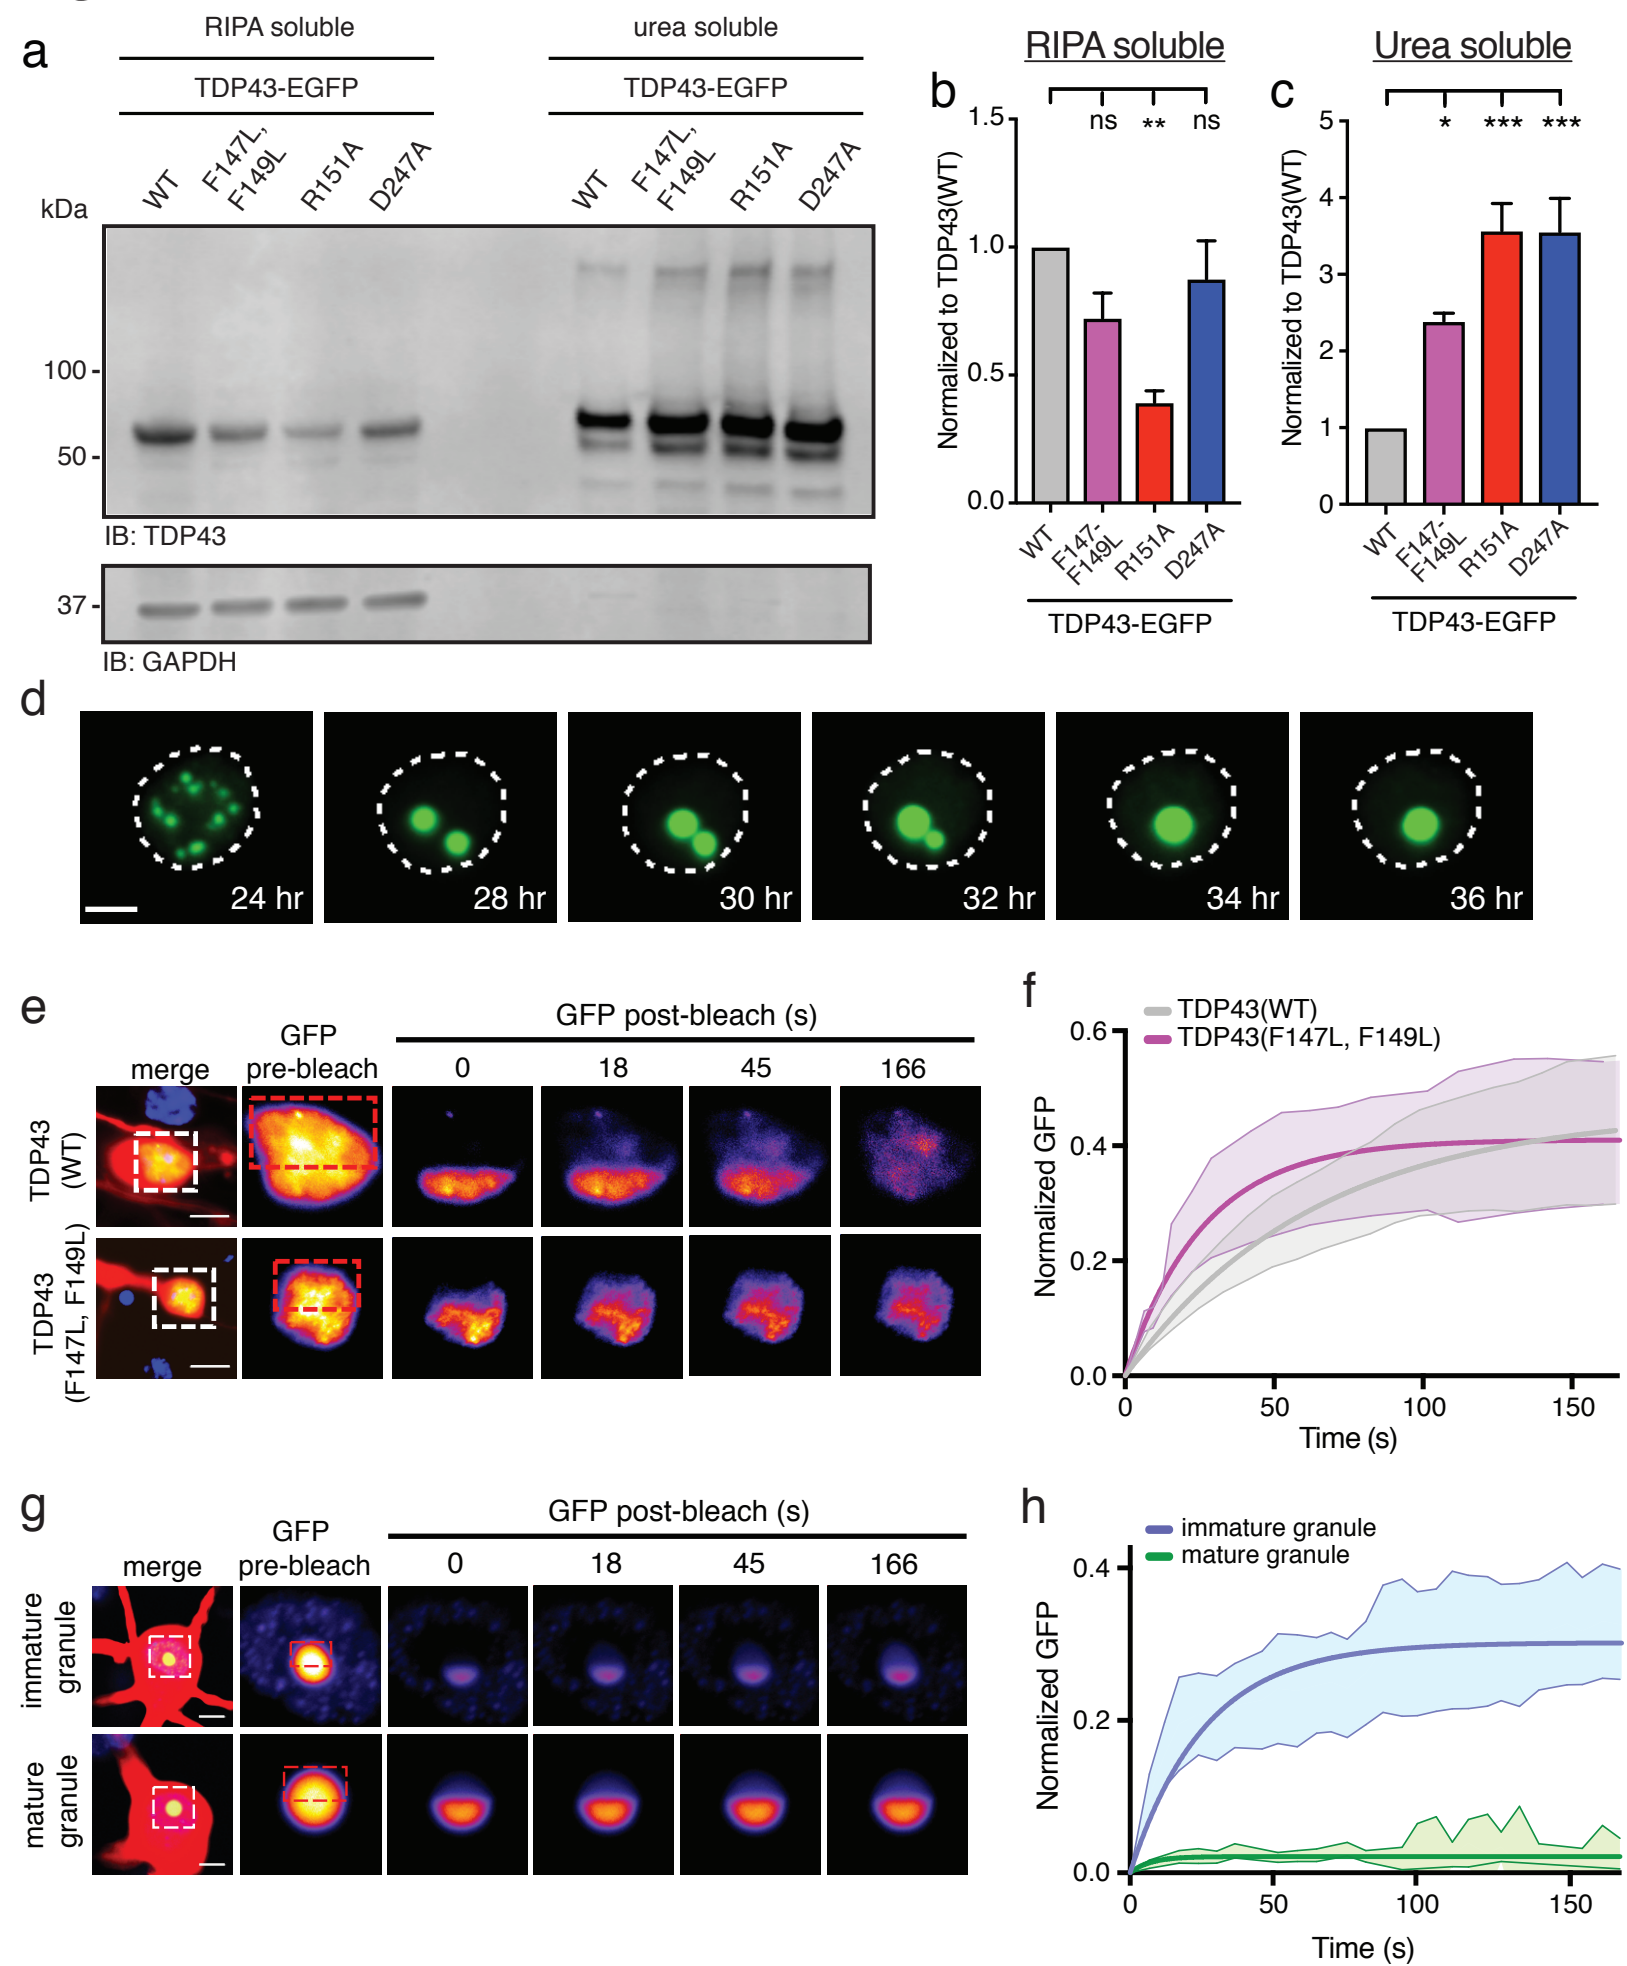 a
RIPA soluble
urea soluble
TDP43-EGFP
TDP43-EGFP
WT
F147L,
F149L
R151A
D247A
WT
F147L,
F149L
R151A
D247A
kDa
100
50
IB: TDP43
37
IB: GAPDH
RIPA soluble
b
ns
**
ns
Normalized to TDP43(WT)
1.5
1.0
0.5
0.0
WT
F147-
F149L
R151A
D247A
TDP43-EGFP
Urea soluble
c
*
***
***
Normalized to TDP43(WT)
5
4
3
2
1
0
WT
F147-
F149L
R151A
D247A
TDP43-EGFP
d
24 hr
28 hr
30 hr
32 hr
34 hr
36 hr
e
GFP post-bleach (s)
merge
GFP
pre-bleach
0
18
45
166
TDP43
(WT)
TDP43
(F147L, F149L)
f
TDP43(WT)
TDP43(F147L, F149L)
Normalized GFP
0.6
0.4
0.2
0.0
0
50
100
150
Time (s)
g
GFP post-bleach (s)
merge
GFP
pre-bleach
0
18
45
166
immature
granule
mature
granule
h
immature granule
mature granule
Normalized GFP
0.4
0.2
0.0
0
50
100
150
Time (s)